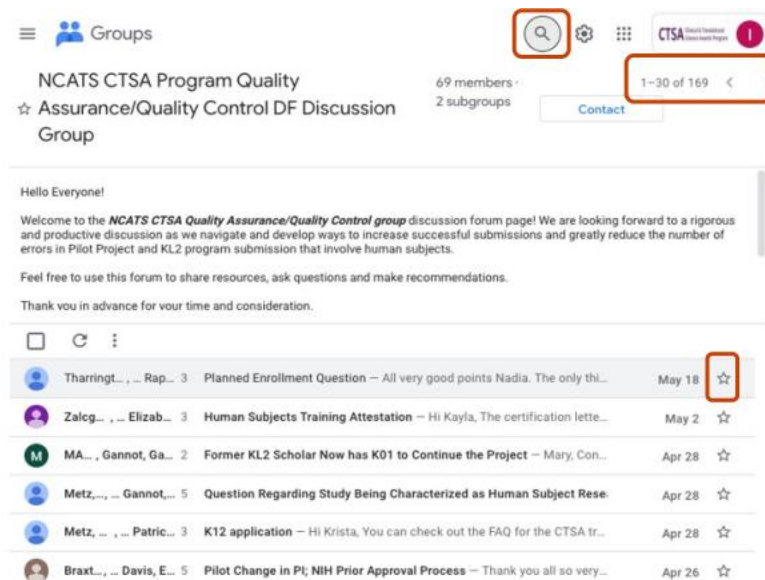 Groups
CTSA
I
NCATS CTSA Program Quality
Assurance/Quality Control DF Discussion
Group
69 members ·
2 subgroups
Contact
1–30 of 169
Hello Everyone!
Welcome to the NCATS CTSA Quality Assurance/Quality Control group discussion forum page! We are looking forward to a rigorous
and productive discussion as we navigate and develop ways to increase successful submissions and greatly reduce the number of
errors in Pilot Project and KL2 program submission that involve human subjects.
Feel free to use this forum to share resources, ask questions and make recommendations.
Thank you in advance for your time and consideration.
Tharringt... , ... Rap... 3 Planned Enrollment Question — All very good points Nadia. The only thi... May 18
Zalcg... , ... Elizab... 3 Human Subjects Training Attestation — Hi Kayla, The certification lette... May 2
M MA... , Gannot, Ga... 2 Former KL2 Scholar Now has K01 to Continue the Project — Mary, Con... Apr 28
Metz,..., ... Gannot,... 5 Question Regarding Study Being Characterized as Human Subject Rese Apr 28
Metz, ... , ... Patric... 3 K12 application — Hi Krista, You can check out the FAQ for the CTSA tr... Apr 28
Braxt..., ... Davis, E... 5 Pilot Change in PI; NIH Prior Approval Process — Thank you all so very... Apr 26